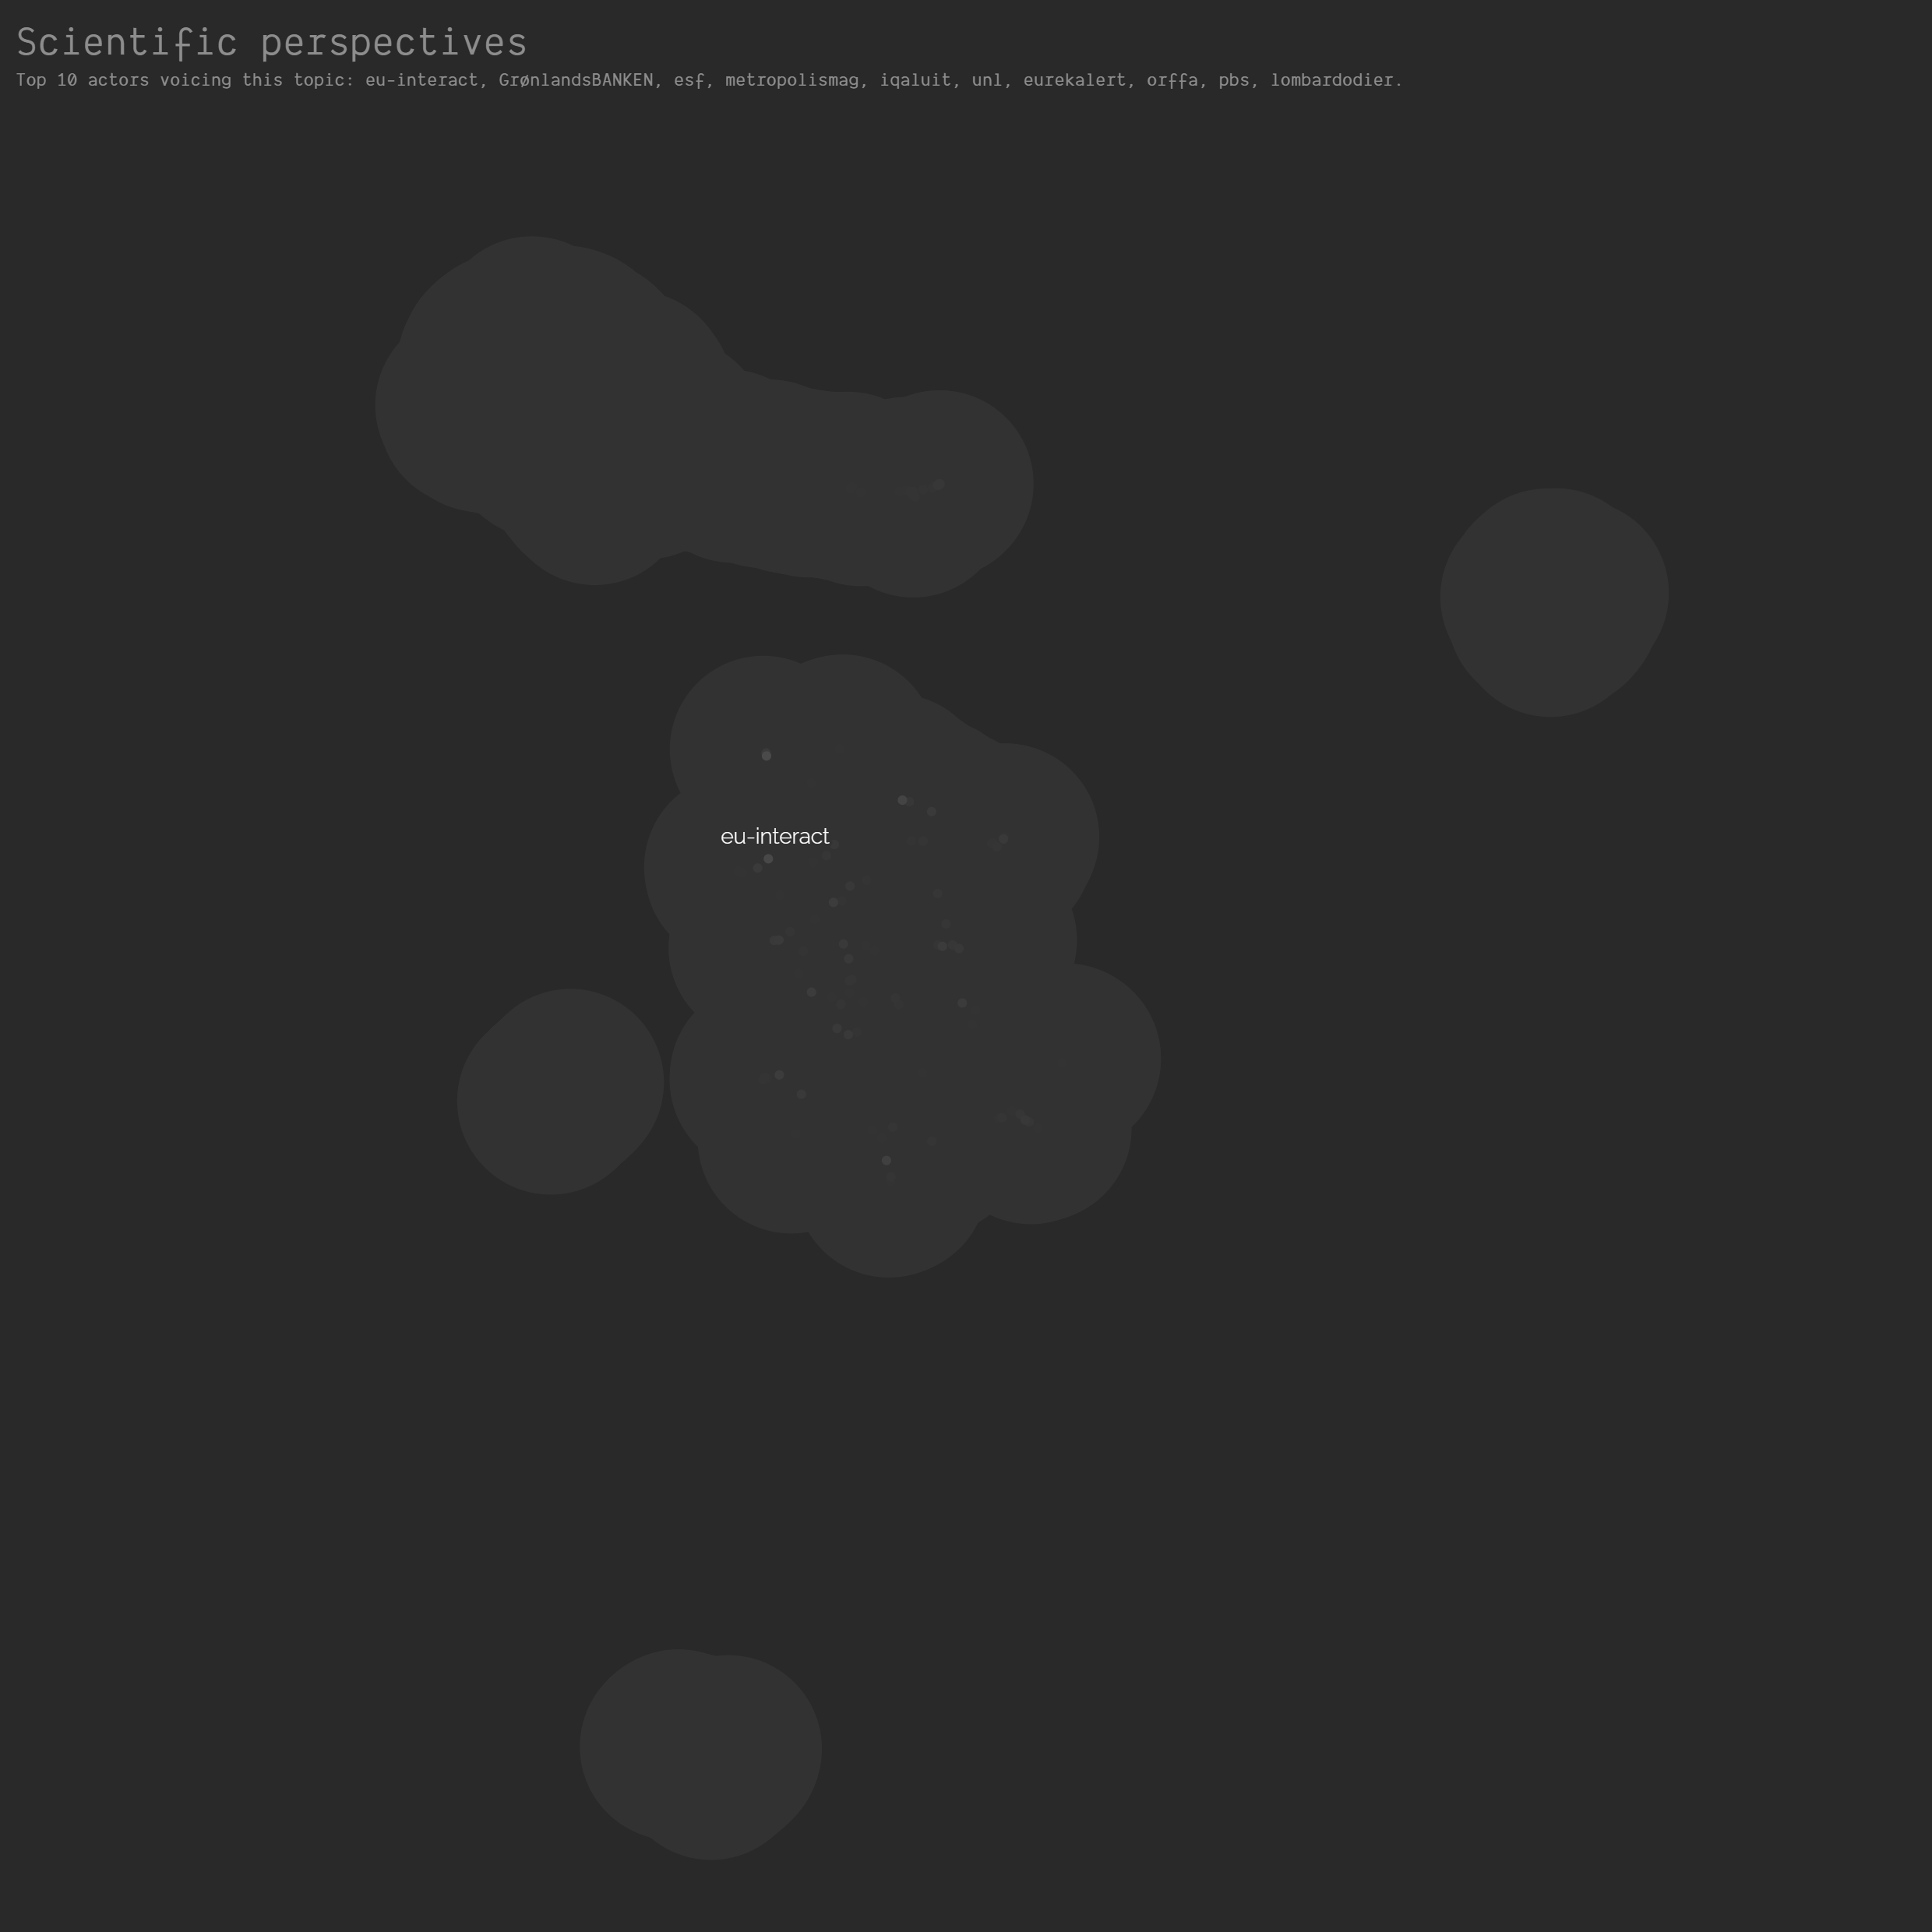 Scientific perspectives
Top 10 actors voicing this topic: eu-interact, GrønlandsBANKEN, esf, metropolismag, iqaluit, unl, eurekalert, orffa, pbs, lombardodier.
eu-interact